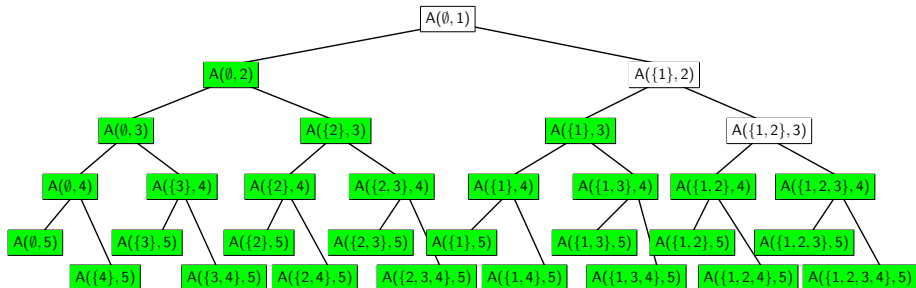 A(∅, 1)
A(∅, 2)
A({1}, 2)
A(∅, 3)
A({2}, 3)
A({1}, 3)
A({1, 2}, 3)
A(∅, 4)
A({3}, 4)
A({2}, 4)
A({2, 3}, 4)
A({1}, 4)
A({1, 3}, 4)
A({1, 2}, 4)
A({1, 2, 3}, 4)
A(∅, 5)
A({3}, 5)
A({2}, 5)
A({2, 3}, 5)
A({1}, 5)
A({1, 3}, 5)
A({1, 2}, 5)
A({1, 2, 3}, 5)
A({4}, 5)
A({3, 4}, 5)
A({2, 4}, 5)
A({2, 3, 4}, 5)
A({1, 4}, 5)
A({1, 3, 4}, 5)
A({1, 2, 4}, 5)
A({1, 2, 3, 4}, 5)